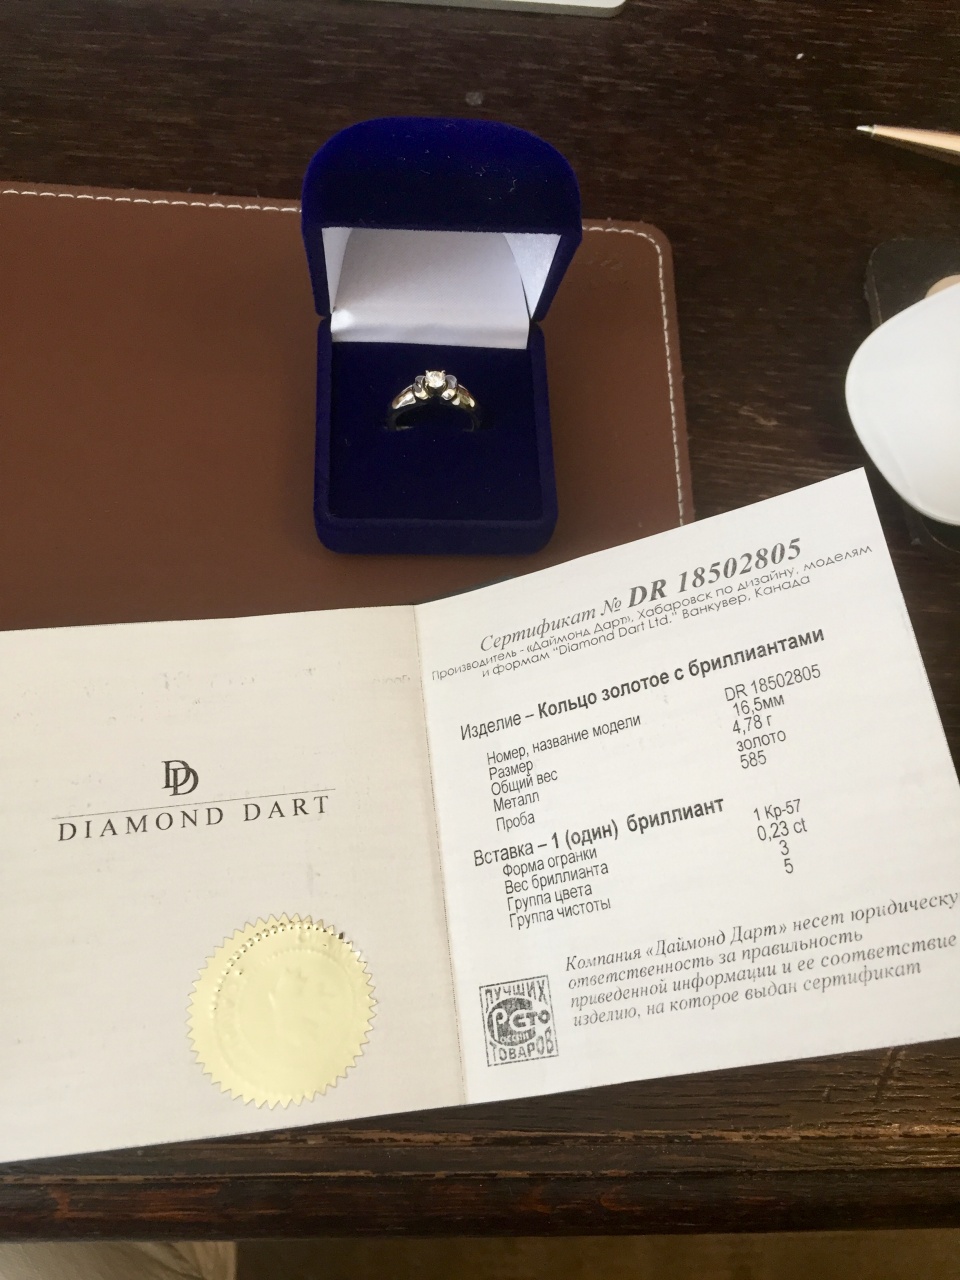 DD
DIAMOND DART
Сертификат № DR 18502805
Производитель - «Даймонд Дарт», Хабаровск по дизайну, моделям
и формам "Diamond Dart Ltd." Ванкувер, Канада
Изделие – Кольцо золотое с бриллиантами
Номер, название модели DR 18502805
Размер 16,5мм
Общий вес 4,78 г
Металл золото
Проба 585
Вставка – 1 (один) бриллиант
Форма огранки 1 Кр-57
Вес бриллианта 0,23 ct
Группа цвета 3
Группа чистоты 5
Компания «Даймонд Дарт» несет юридическу
ответственность за правильность
приведенной информации и ее соответствие
изделию, на которое выдан сертификат
ЛУЧШИХ
СТО
РОССИИ
ТОВАРОВ